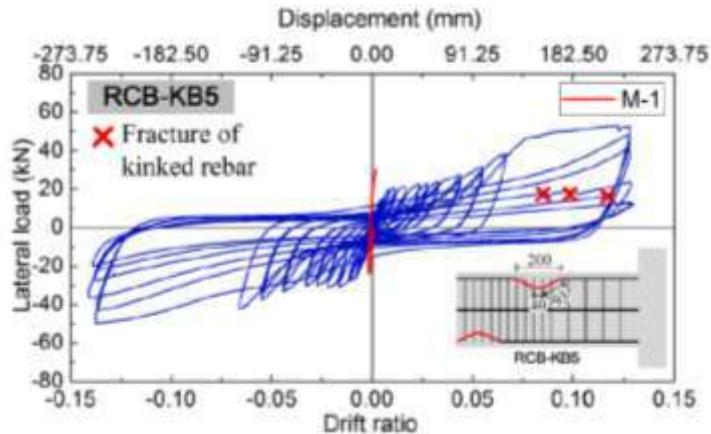 Displacement (mm)
-273.75 -182.50 -91.25 0.00 91.25 182.50 273.75
80
60
40
20
0
-20
-40
-60
-80
Lateral load (kN)
RCB-KB5
Fracture of
kinked rebar
M-1
200
RCB-KB5
-0.15 -0.10 -0.05 0.00 0.05 0.10 0.15
Drift ratio